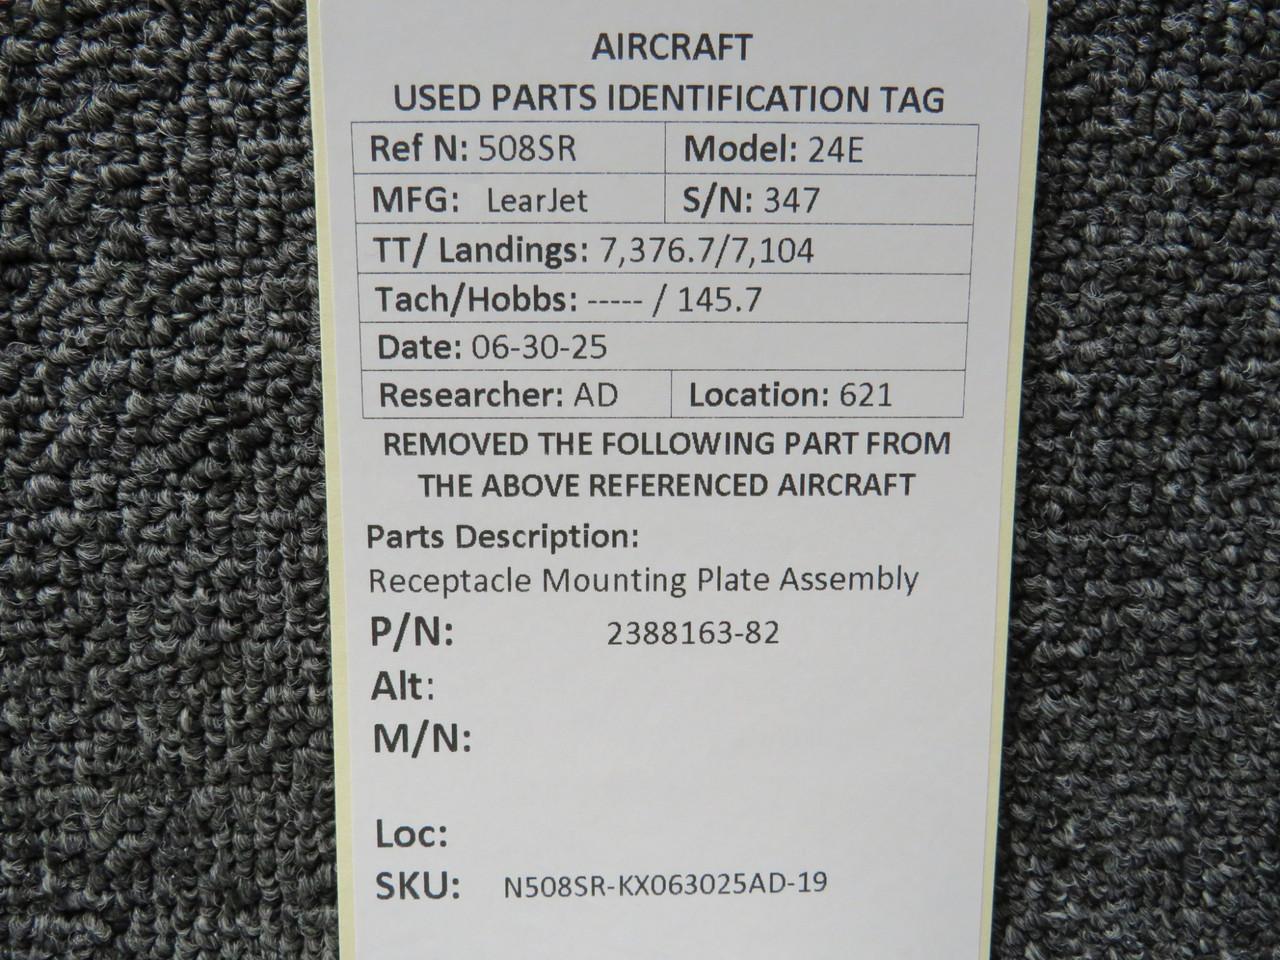 AIRCRAFT
USED PARTS IDENTIFICATION TAG
Ref N: 508SR Model: 24E
MFG: LearJet S/N: 347
TT/ Landings: 7,376.7/7,104
Tach/Hobbs: ----- / 145.7
Date: 06-30-25
Researcher: AD Location: 621
REMOVED THE FOLLOWING PART FROM
THE ABOVE REFERENCED AIRCRAFT
Parts Description:
Receptacle Mounting Plate Assembly
P/N: 2388163-82
Alt:
M/N:
Loc:
SKU: N508SR-KX063025AD-19